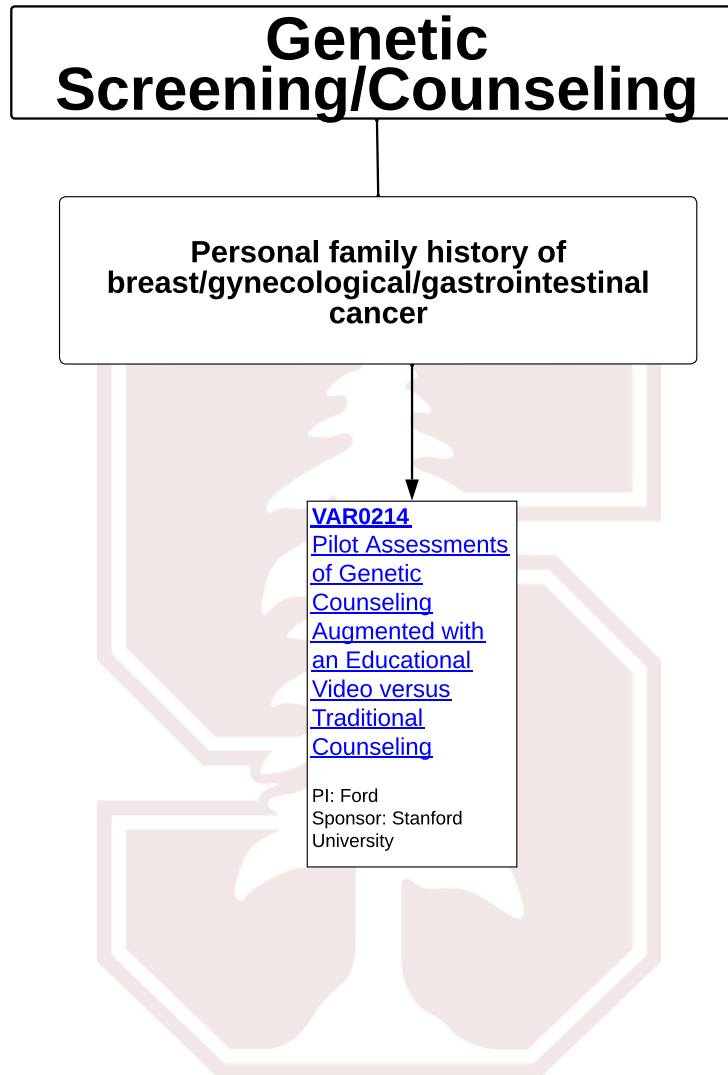 Genetic
Screening/Counseling
Personal family history of
breast/gynecological/gastrointestinal
cancer
VAR0214
Pilot Assessments
of Genetic
Counseling
Augmented with
an Educational
Video versus
Traditional
Counseling
PI: Ford
Sponsor: Stanford
University